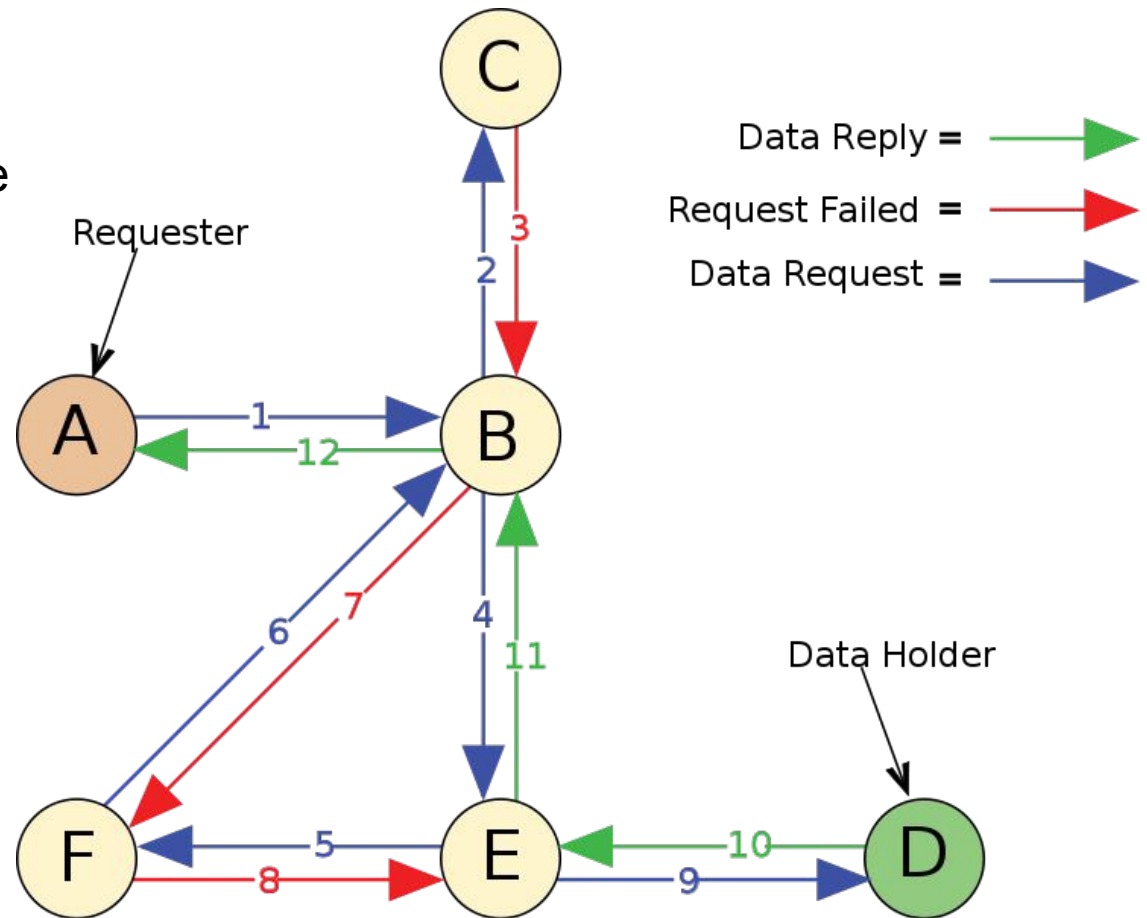 C
Data Reply =
Request Failed =
Data Request =
e
Requester
3
2
A
1
12
B
6
7
4
11
Data Holder
F
5
8
E
10
9
D